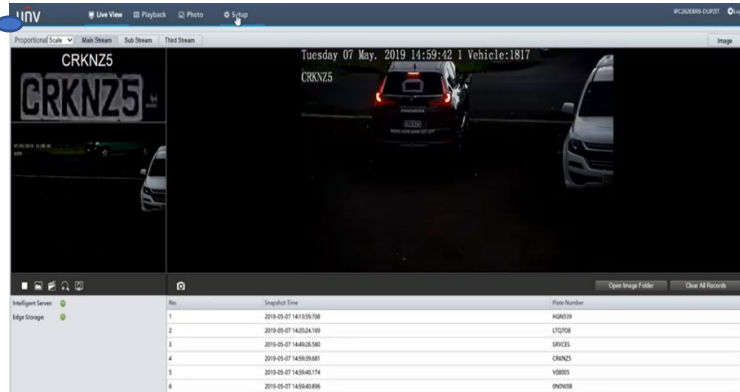 unv
Live View Playback Photo Setup
Proportional Scale Main Stream Sub Stream Third Stream Image
CRKNZ5
CRKNZ5
Tuesday 07 May. 2019 14:59:42 1 Vehicle:1817
CRKNZ5
Open Image Folder Clear All Records
Intelligent Server:
Edge Storage:
No. Snapshot Time Plate Number
1 2019-05-07 14:13:59.768 HGN539
2 2019-05-07 14:20:24.169 LTQ708
3 2019-05-07 14:49:26.580 SRVCES
4 2019-05-07 14:59:39.681 CRKNZ5
5 2019-05-07 14:59:40.174 V08005
6 2019-05-07 14:59:40.896 0N0W0B